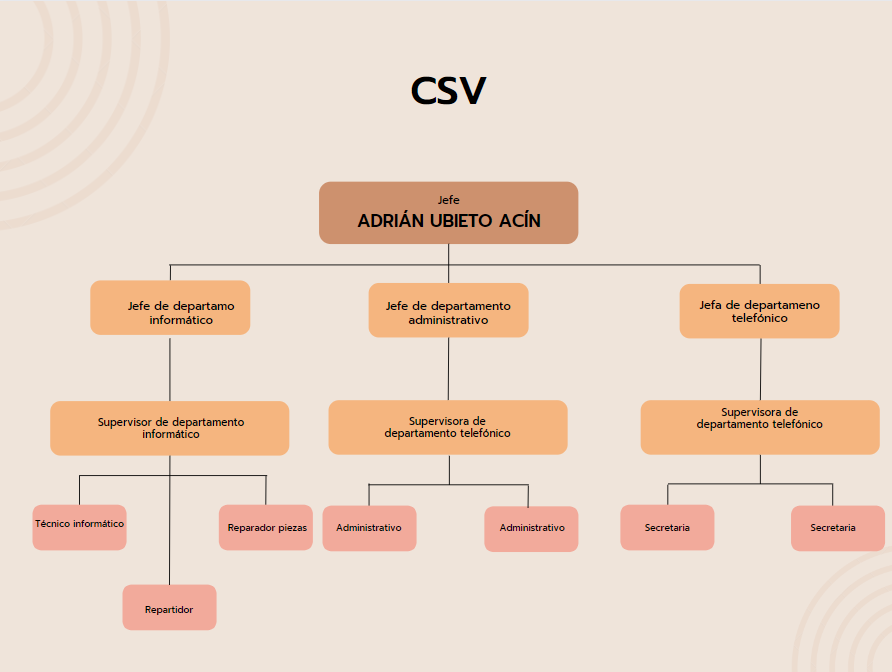 CSV
Jefe
ADRIÁN UBIETO ACÍN
Jefe de departamo
informático
Jefe de departamento
administrativo
Jefa de departameno
telefónico
Supervisor de departamento
informático
Supervisora de
departamento telefónico
Supervisora de
departamento telefónico
Técnico informático
Reparador piezas
Administrativo
Administrativo
Secretaria
Secretaria
Repartidor